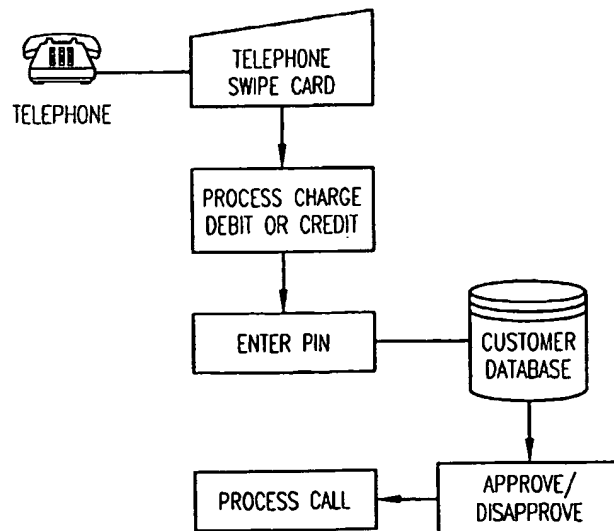 TELEPHONE
TELEPHONE
SWIPE CARD
PROCESS CHARGE
DEBIT OR CREDIT
ENTER PIN
CUSTOMER
DATABASE
APPROVE/
DISAPPROVE
PROCESS CALL